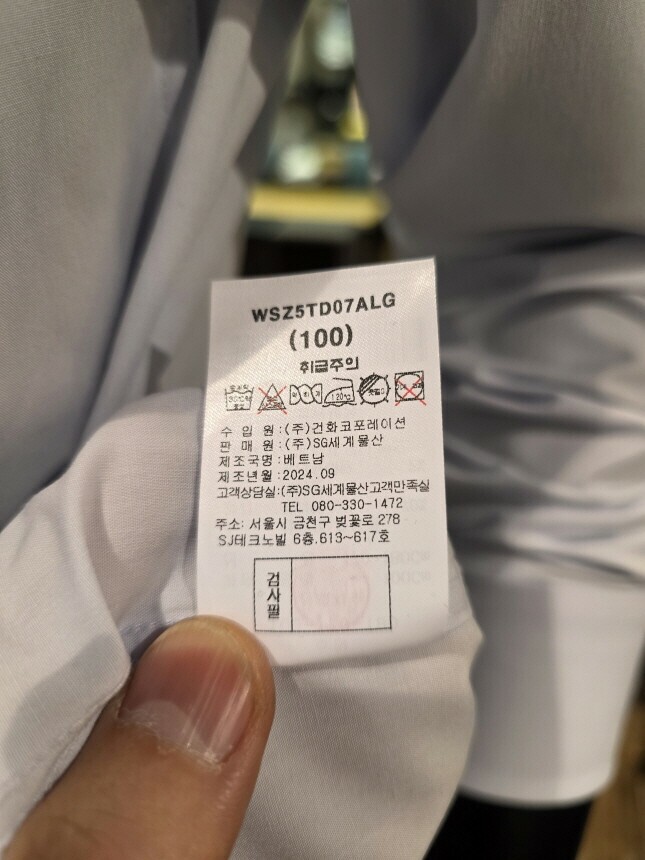 WSZ5TD07ALG
(100)
취급주의
120℃
수 입 원 : (주)건화코포레이션
판 매 원 : (주)SG세계물산
제조국명 : 베트남
제조년월 : 2024.09
고객상담실:(주)SG세계물산고객만족실
TEL 080-330-1472
주소: 서울시 금천구 벚꽃로 278
SJ테크노빌 6층.613~617호
검사필